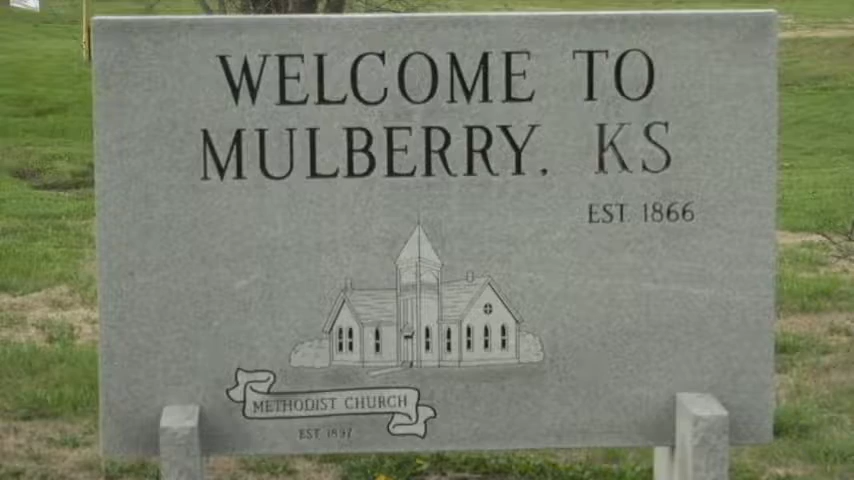 WELCOME TO
MULBERRY. KS
EST. 1866
METHODIST CHURCH
EST 1897